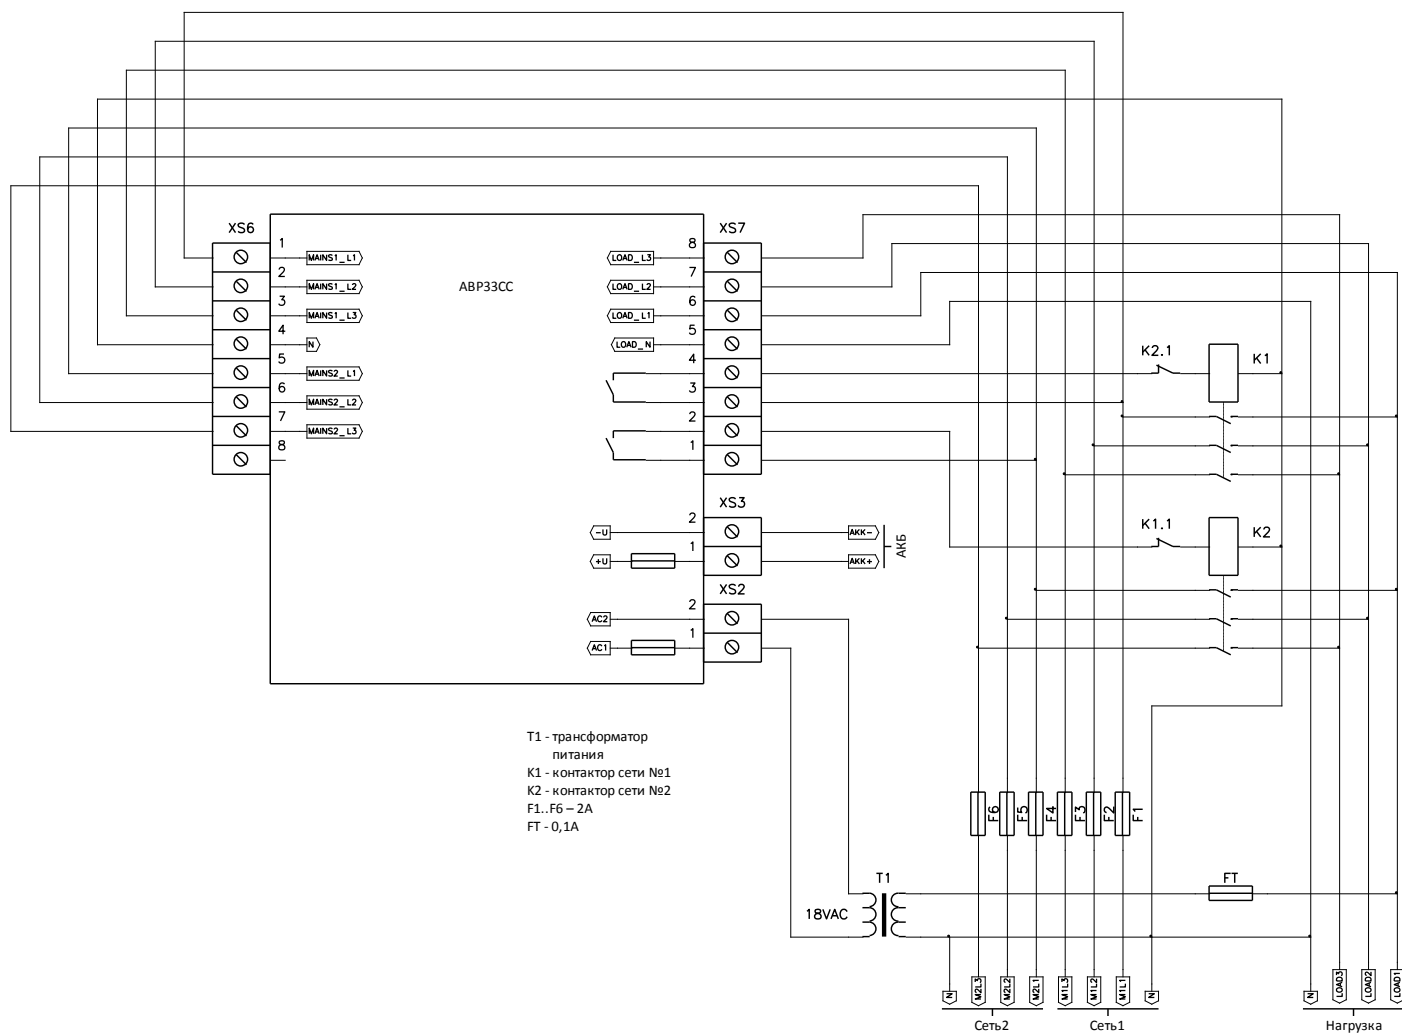 XS6
XS7
1
MAINS1_L1
2
MAINS1_L2
3
MAINS1_L3
4
N
5
MAINS2_L1
6
MAINS2_L2
7
MAINS2_L3
8
АВР33СС
8
LOAD_L3
7
LOAD_L2
6
LOAD_L1
5
LOAD_N
4
3
2
1
K2.1
K1
K1.1
K2
XS3
2
-U
AKK-
1
+U
AKK+
АКБ
XS2
2
AC2
1
AC1
T1 - трансформатор
питания
K1 - контактор сети №1
K2 - контактор сети №2
F1..F6 – 2А
FT - 0,1А
F6
F5
F4
F3
F2
F1
T1
18VAC
FT
N
M2L3
M2L2
M2L1
M1L3
M1L2
M1L1
N
N
LOAD3
LOAD2
LOAD1
Сеть2
Сеть1
Нагрузка